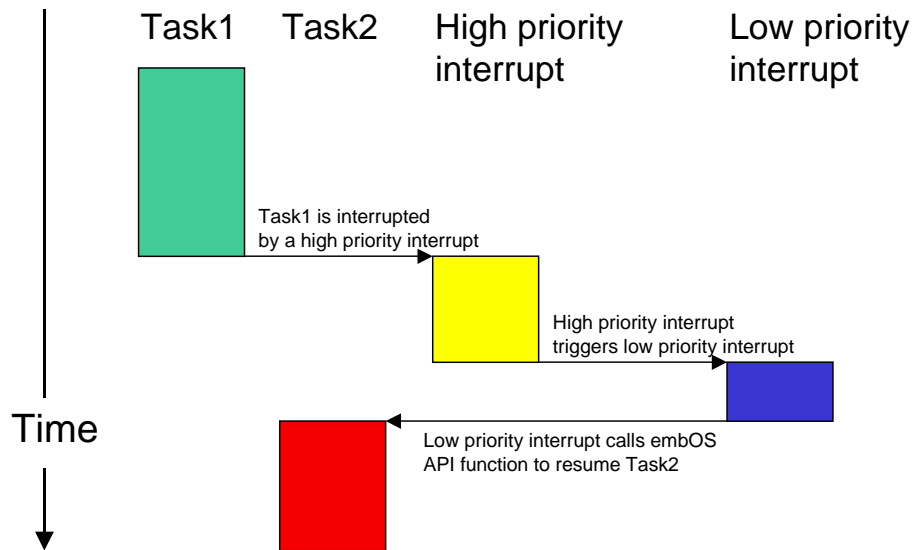 Task1
Task2
High priority
interrupt
Low priority
interrupt
Task1 is interrupted
by a high priority interrupt
High priority interrupt
triggers low priority interrupt
Time
Low priority interrupt calls embOS
API function to resume Task2